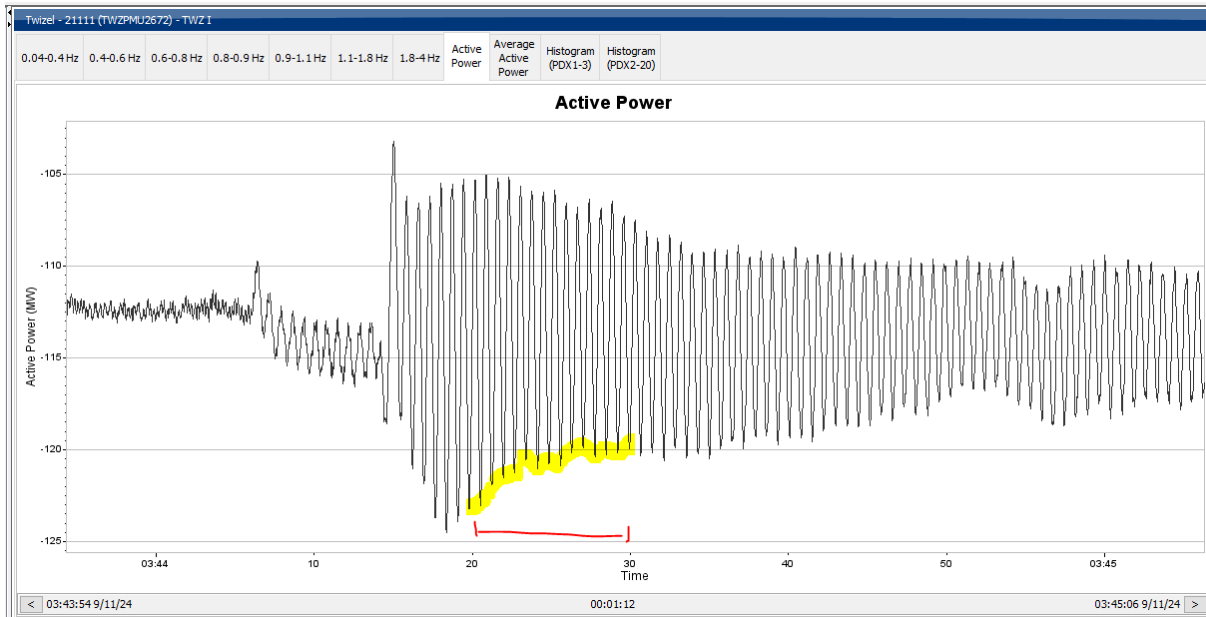 Twizel - 21111 (TWZPMU2672) - TWZ I
0.04-0.4 Hz 0.4-0.6 Hz 0.6-0.8 Hz 0.8-0.9 Hz 0.9-1.1 Hz 1.1-1.8 Hz 1.8-4 Hz Active Power Average Active Power Histogram (PDX1-3) Histogram (PDX2-20)
Active Power
-105
-110
-115
-120
-125
Active Power (MW)
03:44 10 20 30 40 50 03:45
Time
< 03:43:54 9/11/24 00:01:12 03:45:06 9/11/24 >